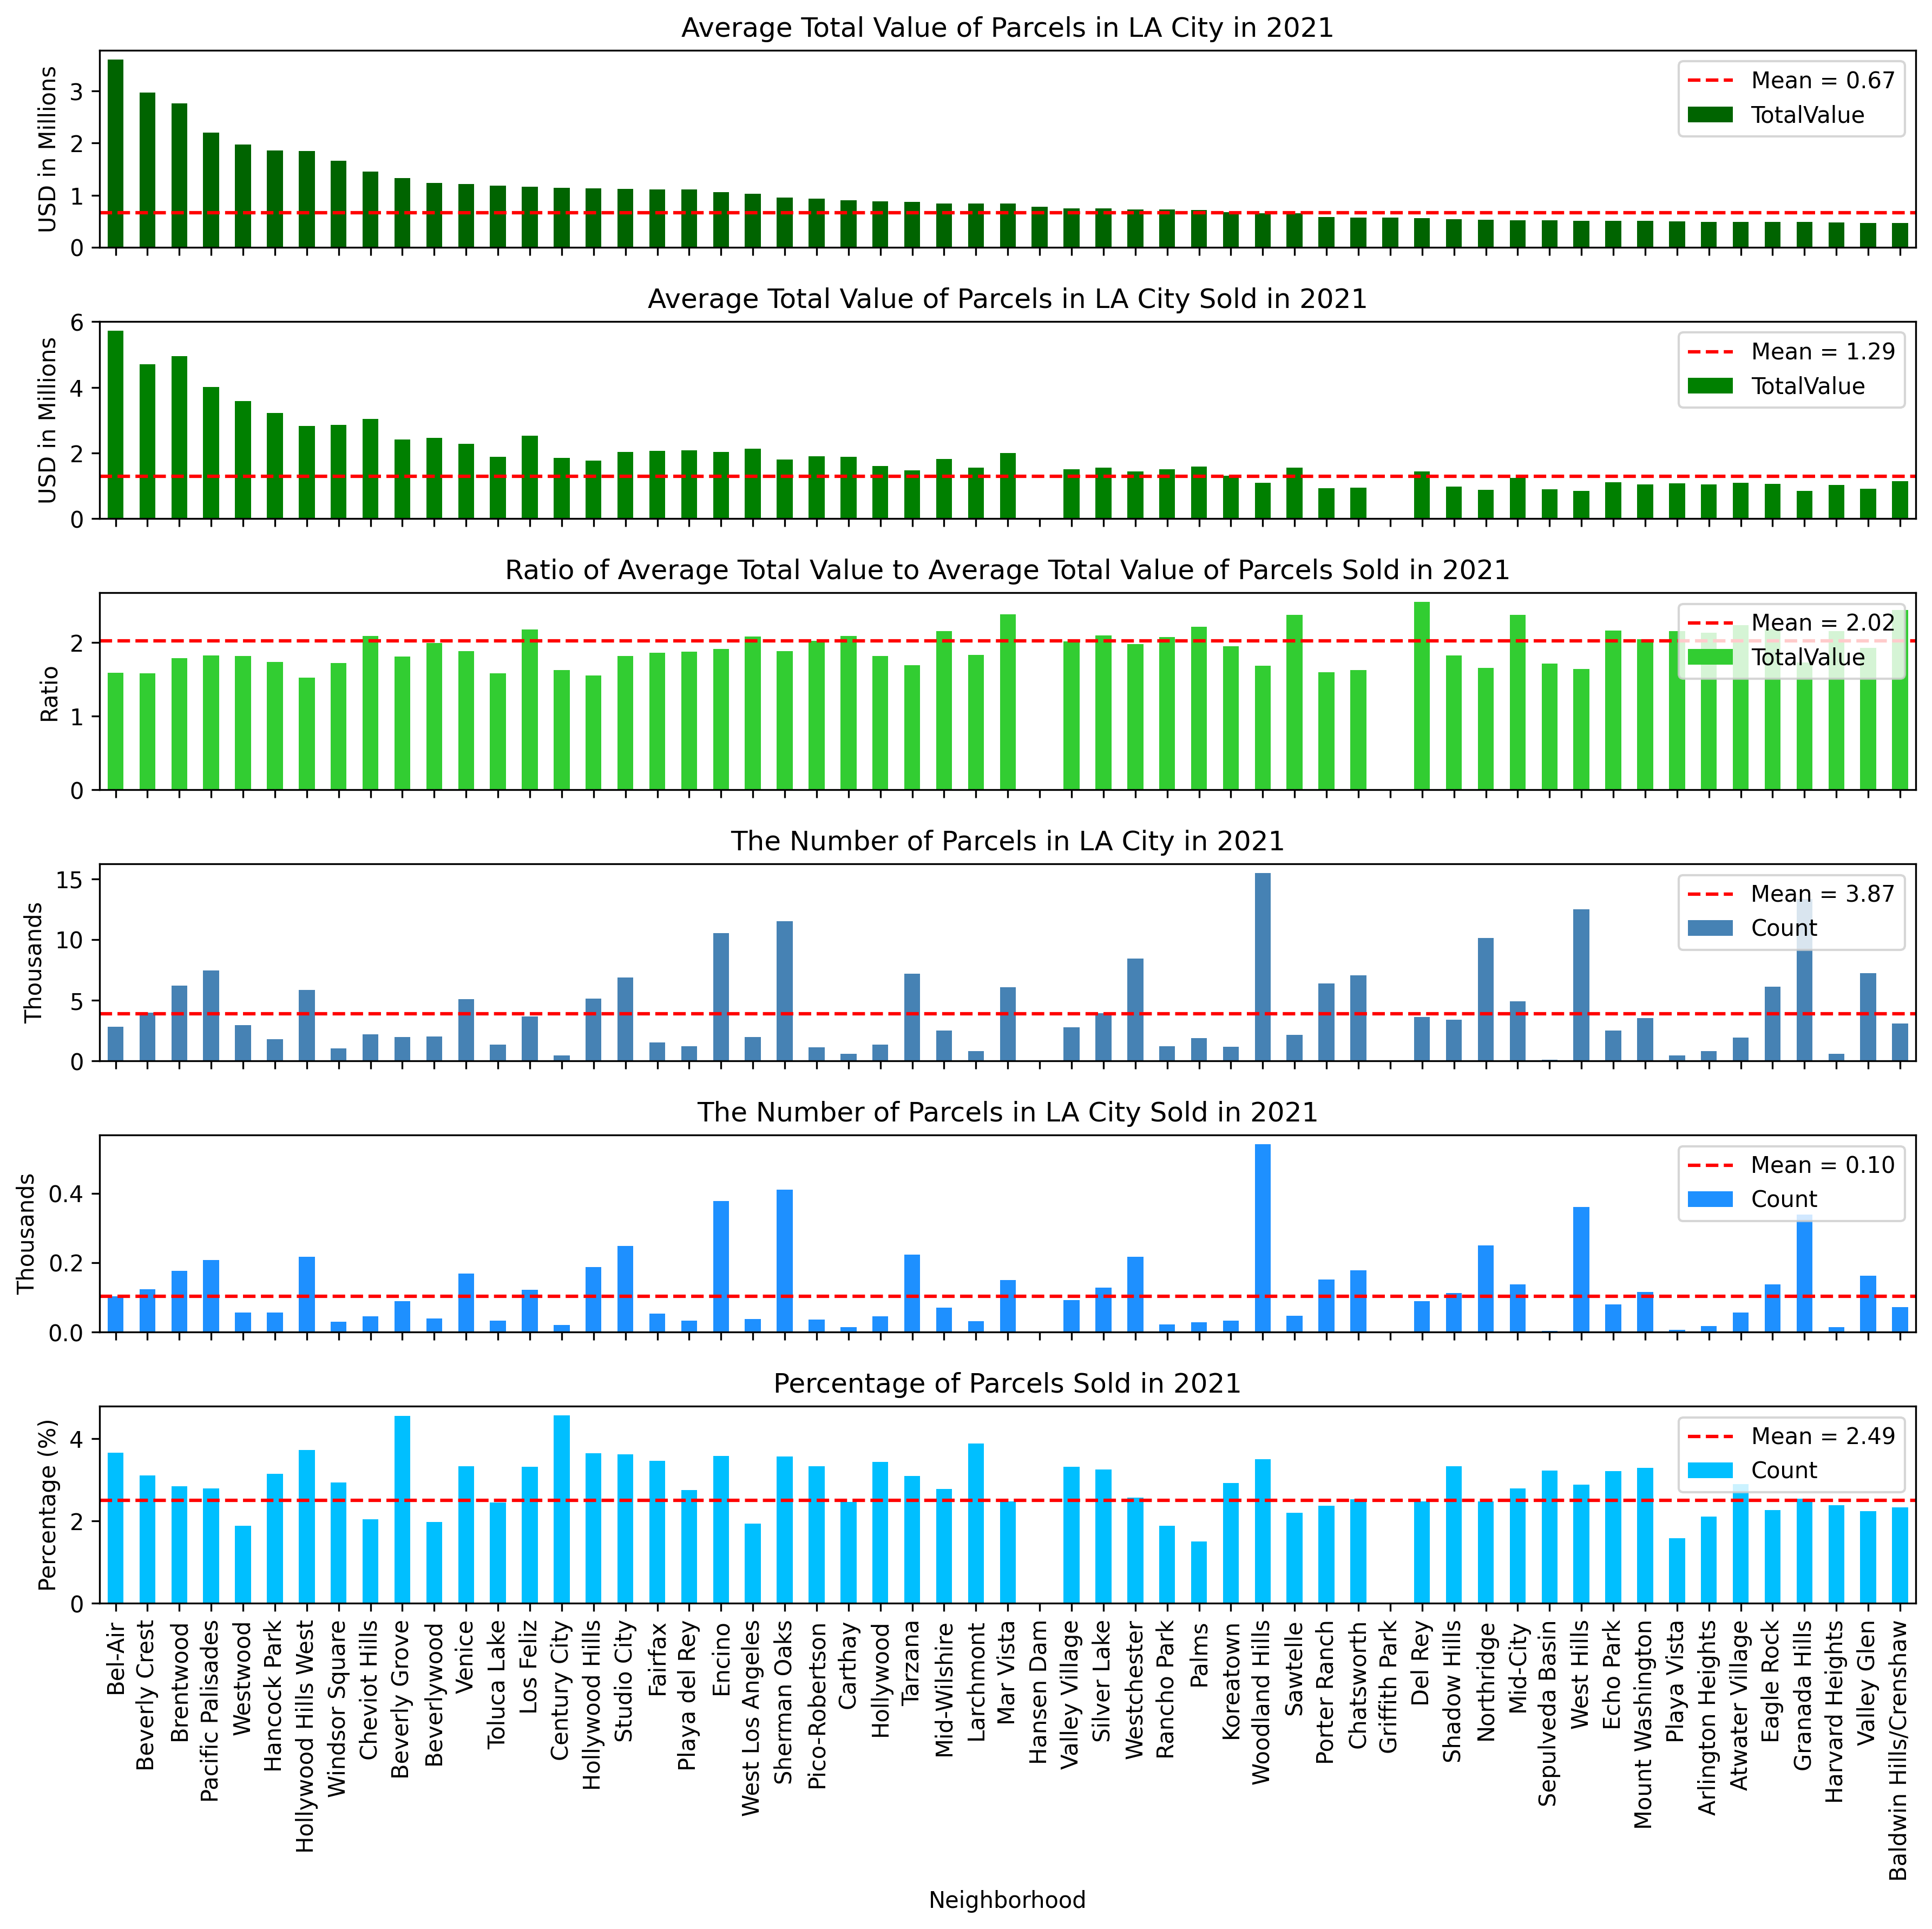 Average Total Value of Parcels in LA City in 2021
USD in Millions
3
2
1
0
Mean = 0.67
TotalValue
Average Total Value of Parcels in LA City Sold in 2021
USD in Millions
6
4
2
0
Mean = 1.29
TotalValue
Ratio of Average Total Value to Average Total Value of Parcels Sold in 2021
Ratio
2
1
0
Mean = 2.02
TotalValue
The Number of Parcels in LA City in 2021
Thousands
15
10
5
0
Mean = 3.87
Count
The Number of Parcels in LA City Sold in 2021
Thousands
0.4
0.2
0.0
Mean = 0.10
Count
Percentage of Parcels Sold in 2021
Percentage (%)
4
2
0
Mean = 2.49
Count
Bel-Air
Beverly Crest
Brentwood
Pacific Palisades
Westwood
Hancock Park
Hollywood Hills West
Windsor Square
Cheviot Hills
Beverly Grove
Beverlywood
Venice
Toluca Lake
Los Feliz
Century City
Hollywood Hills
Studio City
Fairfax
Playa del Rey
Encino
West Los Angeles
Sherman Oaks
Pico-Robertson
Carthay
Hollywood
Tarzana
Mid-Wilshire
Larchmont
Mar Vista
Hansen Dam
Valley Village
Silver Lake
Westchester
Rancho Park
Palms
Koreatown
Woodland Hills
Sawtelle
Porter Ranch
Chatsworth
Griffith Park
Del Rey
Shadow Hills
Northridge
Mid-City
Sepulveda Basin
West Hills
Echo Park
Mount Washington
Playa Vista
Arlington Heights
Atwater Village
Eagle Rock
Granada Hills
Harvard Heights
Valley Glen
Baldwin Hills/Crenshaw
Neighborhood